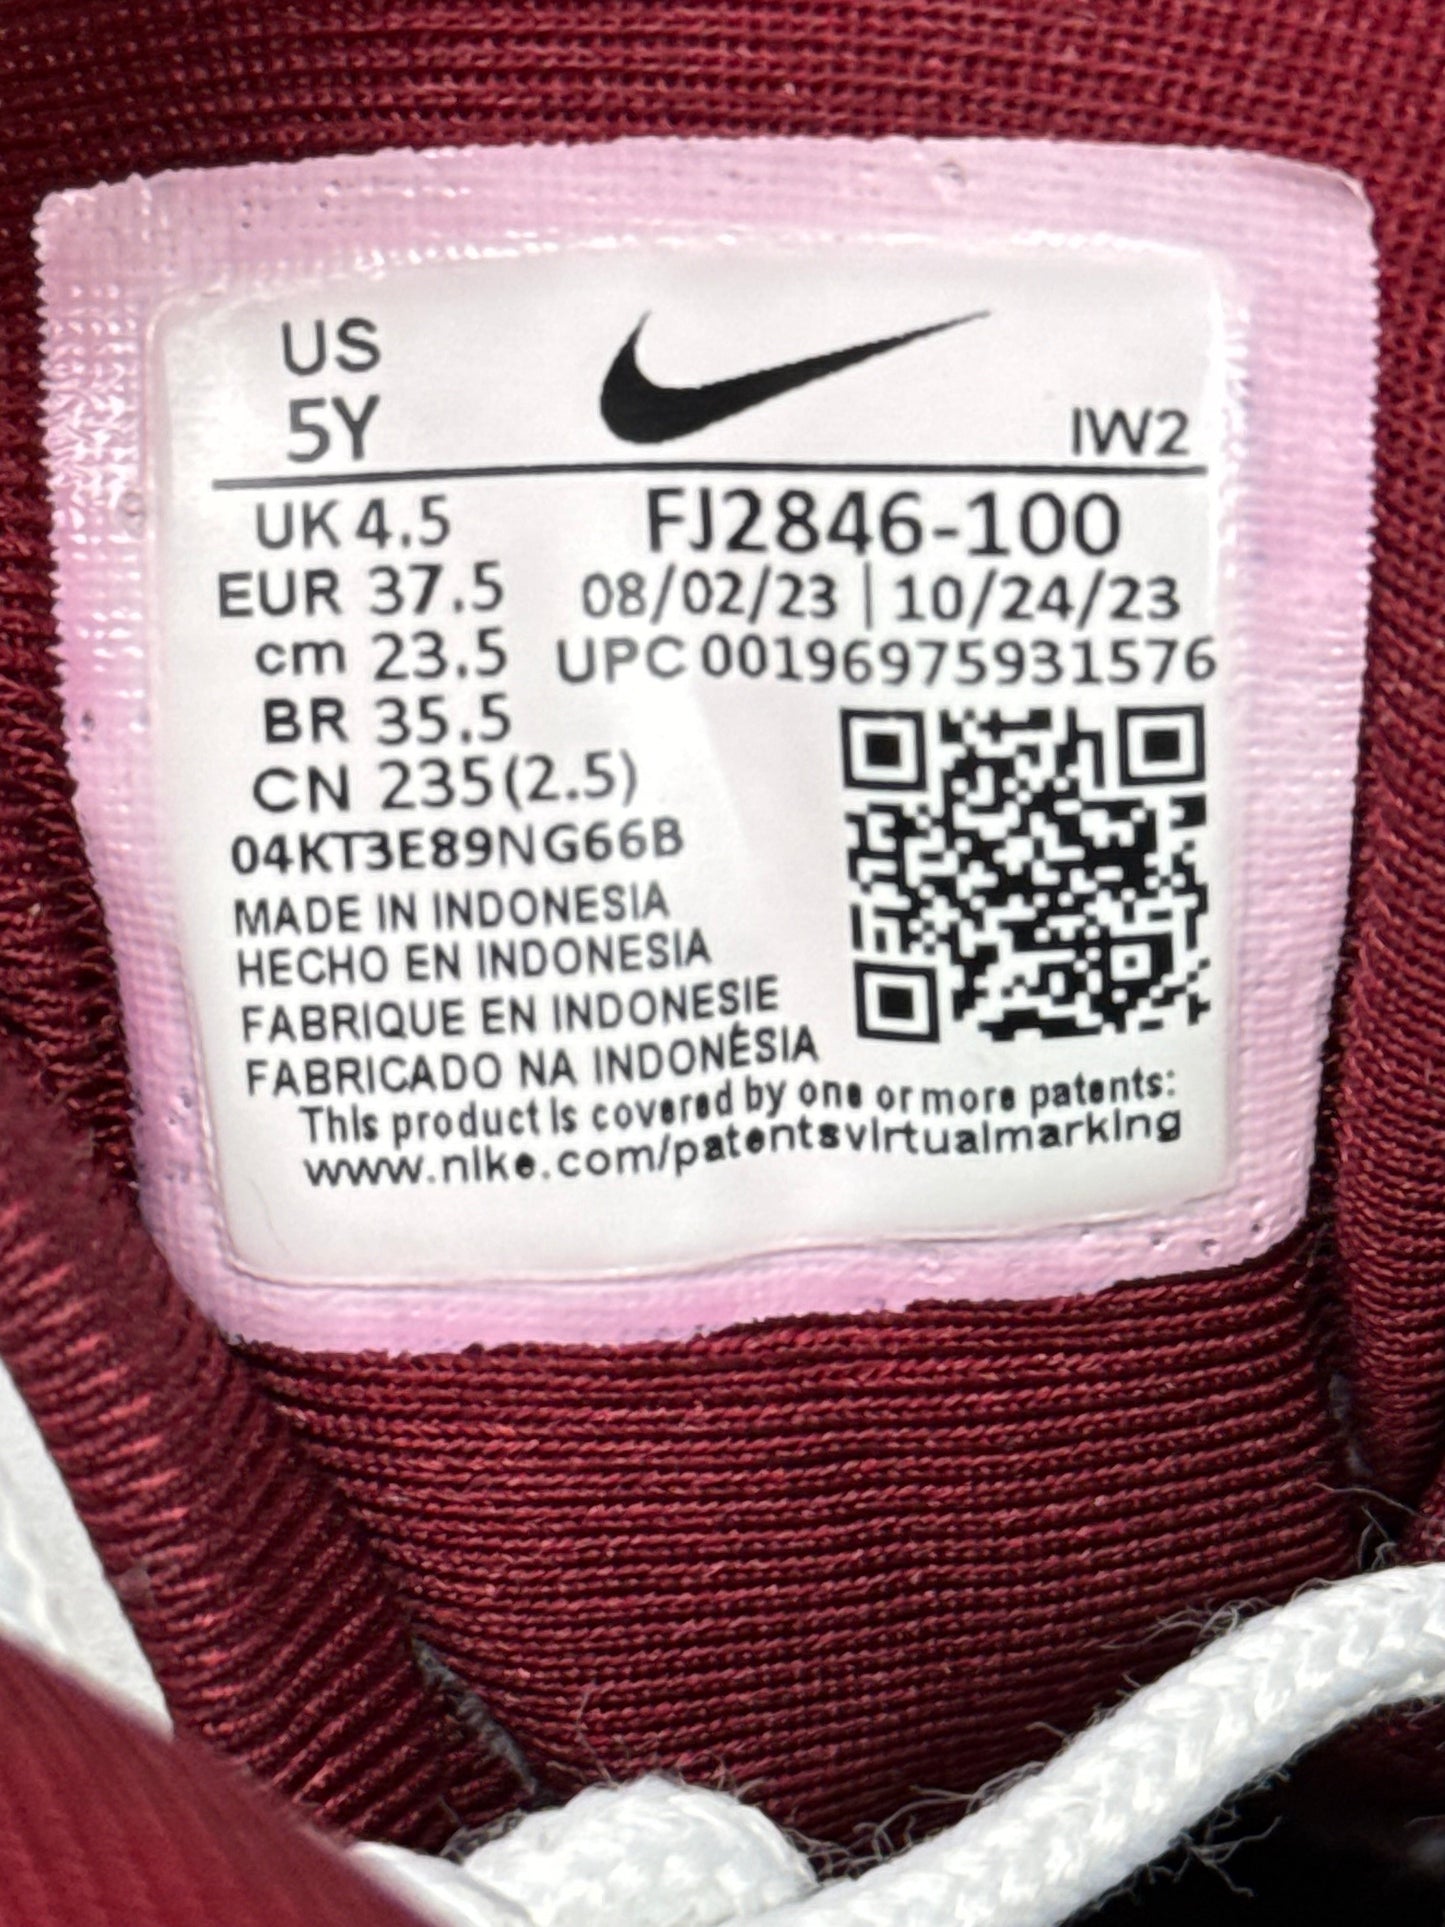 US
5Y
IW2
UK 4.5
FJ2846-100
EUR 37.5
08/02/23 | 10/24/23
cm 23.5
UPC 00196975931576
BR 35.5
CN 235(2.5)
04KT3E89NG66B
MADE IN INDONESIA
HECHO EN INDONESIA
FABRIQUE EN INDONESIE
FABRICADO NA INDONÉSIA
This product is covered by one or more patents:
www.nike.com/patentsvirtualmarking